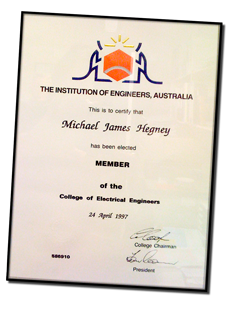 THE INSTITUTION OF ENGINEERS, AUSTRALIA
This is to certify that
Michael James Hegney
has been elected
MEMBER
of the
College of Electrical Engineers
24 April 1997
College Chairman
President